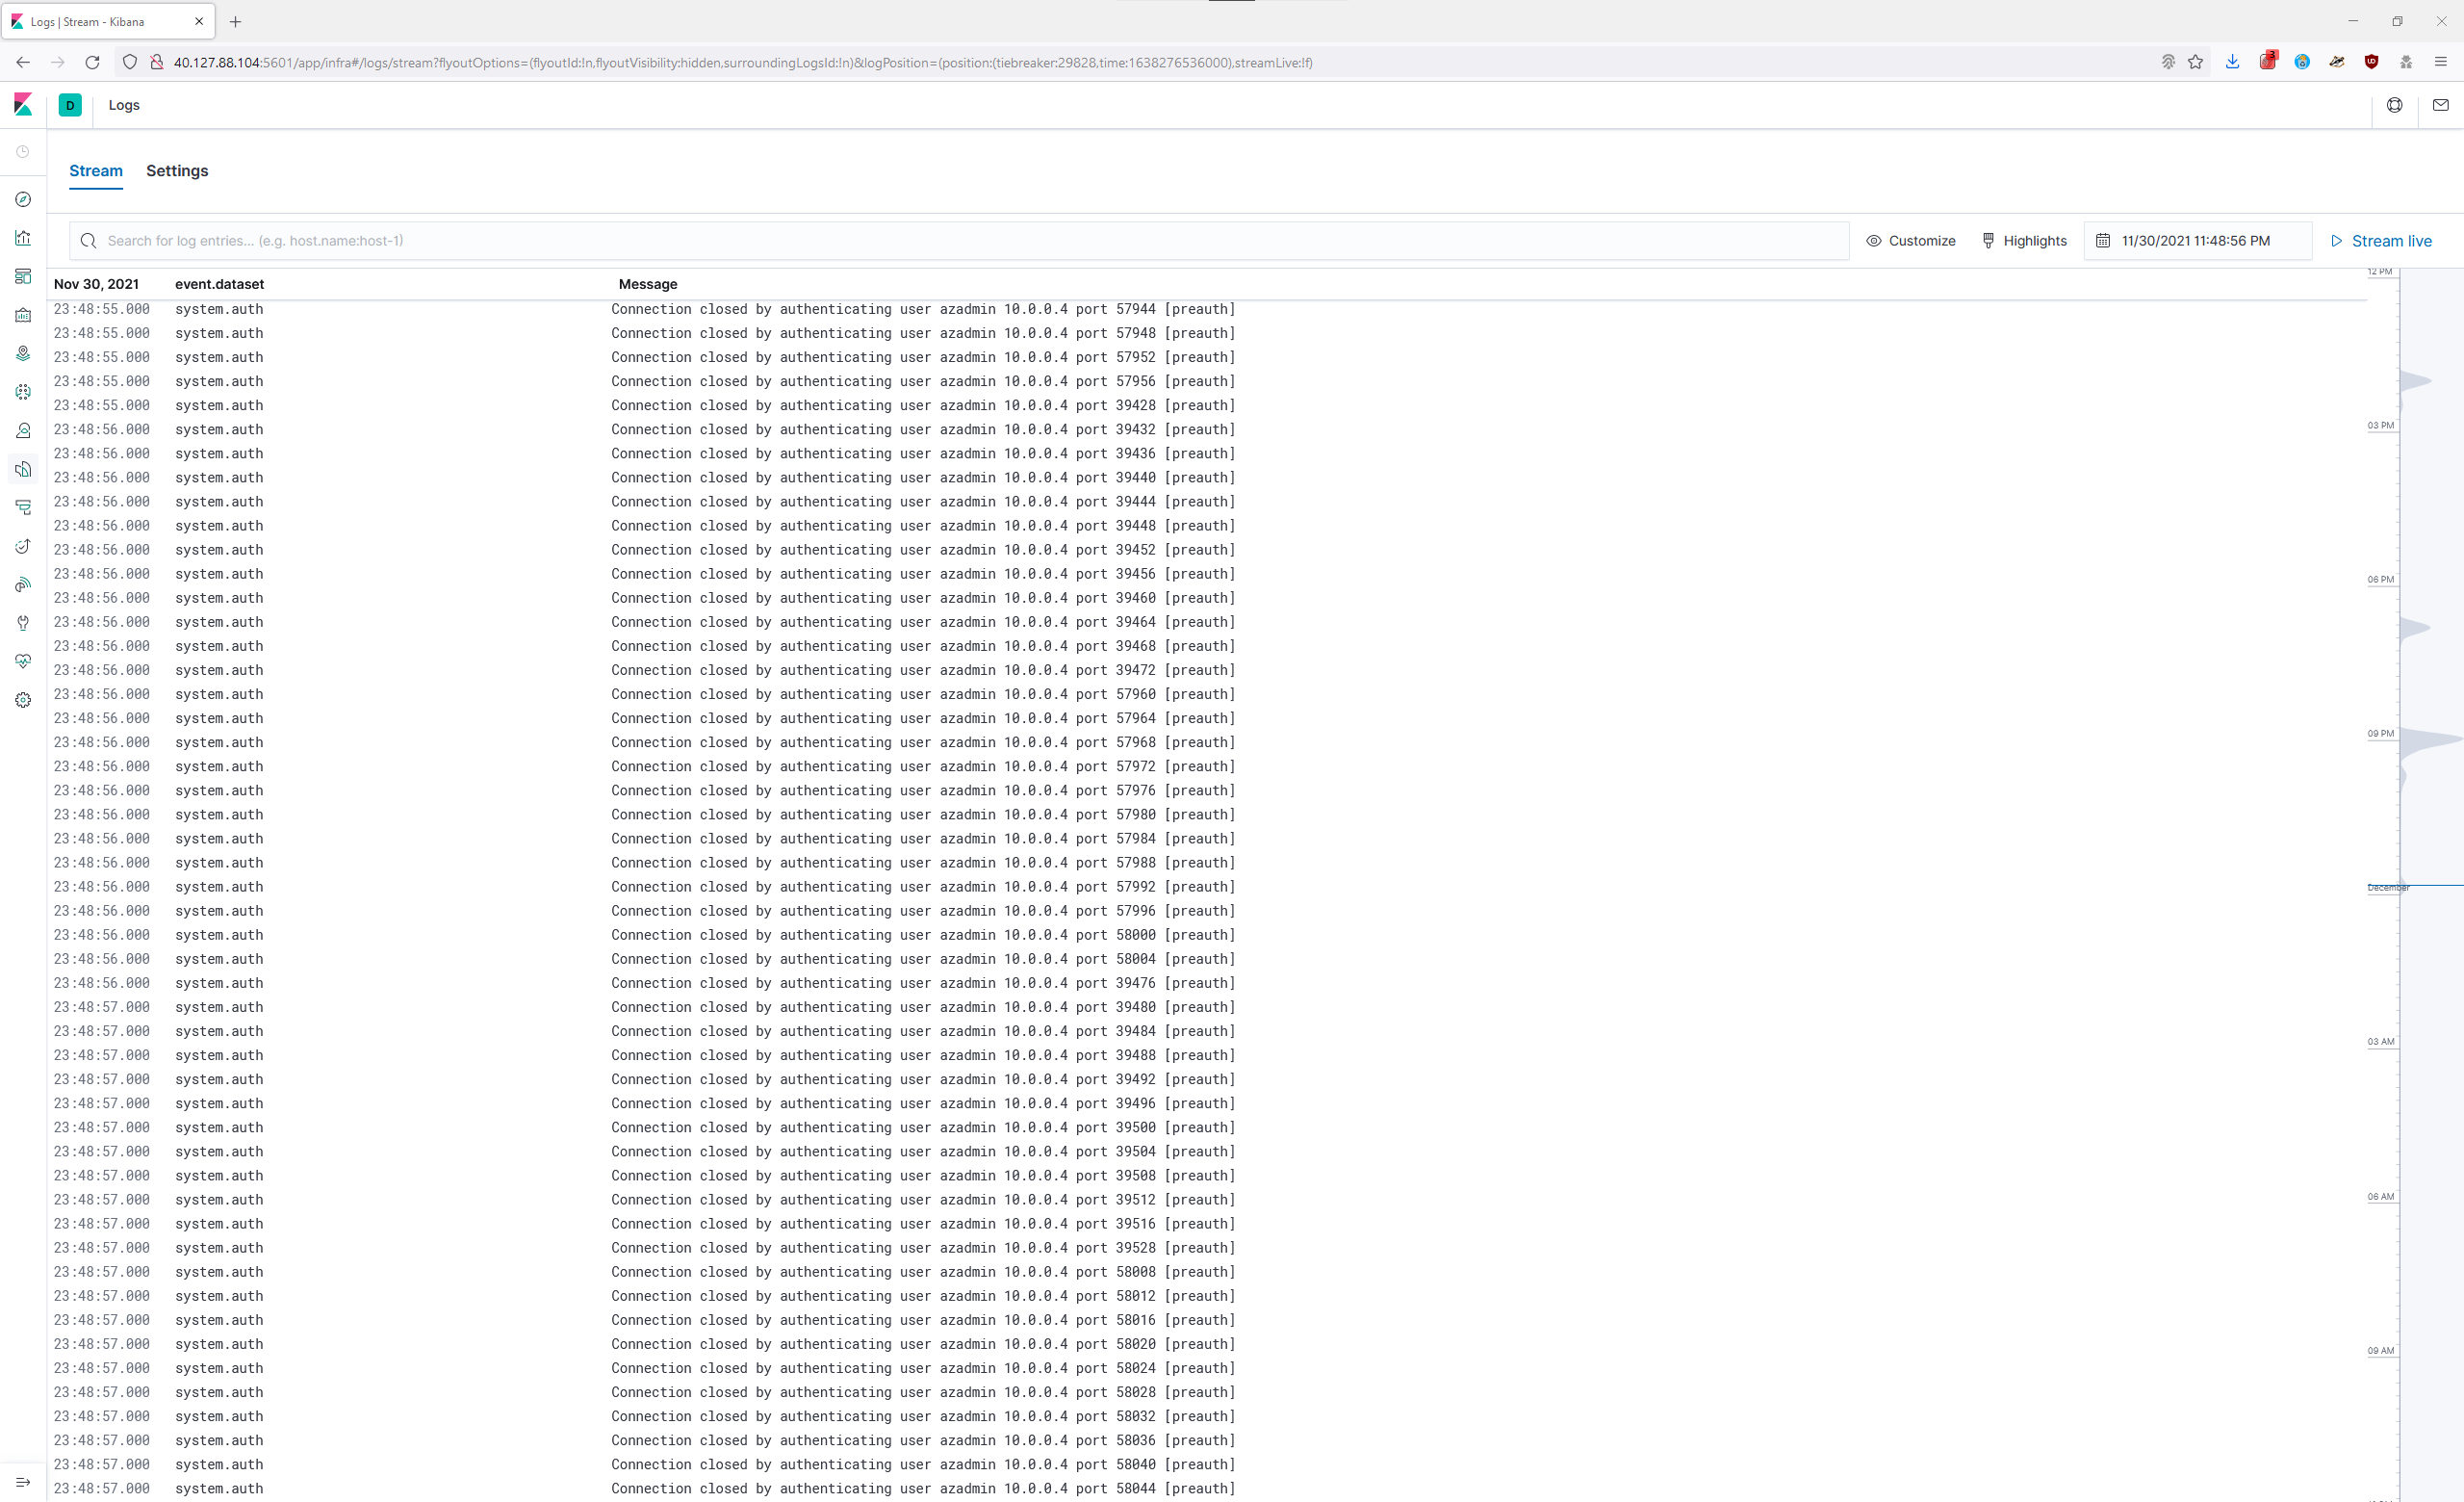 Logs | Stream - Kibana
40.127.88.104:5601/app/infra#/logs/stream?flyoutOptions=(flyoutId:!n,flyoutVisibility:hidden,surroundingLogsId:!n)&logPosition=(position:(tiebreaker:29828,time:1638276536000),streamLive:!f)
3
D Logs
Stream Settings
Search for log entries... (e.g. host.name:host-1) Customize Highlights 11/30/2021 11:48:56 PM Stream live
Nov 30, 2021 event.dataset Message
23:48:55.000 system.auth Connection closed by authenticating user azadmin 10.0.0.4 port 57944 [preauth]
23:48:55.000 system.auth Connection closed by authenticating user azadmin 10.0.0.4 port 57948 [preauth]
23:48:55.000 system.auth Connection closed by authenticating user azadmin 10.0.0.4 port 57952 [preauth]
23:48:55.000 system.auth Connection closed by authenticating user azadmin 10.0.0.4 port 57956 [preauth]
23:48:55.000 system.auth Connection closed by authenticating user azadmin 10.0.0.4 port 39428 [preauth]
23:48:56.000 system.auth Connection closed by authenticating user azadmin 10.0.0.4 port 39432 [preauth]
23:48:56.000 system.auth Connection closed by authenticating user azadmin 10.0.0.4 port 39436 [preauth]
23:48:56.000 system.auth Connection closed by authenticating user azadmin 10.0.0.4 port 39440 [preauth]
23:48:56.000 system.auth Connection closed by authenticating user azadmin 10.0.0.4 port 39444 [preauth]
23:48:56.000 system.auth Connection closed by authenticating user azadmin 10.0.0.4 port 39448 [preauth]
23:48:56.000 system.auth Connection closed by authenticating user azadmin 10.0.0.4 port 39452 [preauth]
23:48:56.000 system.auth Connection closed by authenticating user azadmin 10.0.0.4 port 39456 [preauth]
23:48:56.000 system.auth Connection closed by authenticating user azadmin 10.0.0.4 port 39460 [preauth]
23:48:56.000 system.auth Connection closed by authenticating user azadmin 10.0.0.4 port 39464 [preauth]
23:48:56.000 system.auth Connection closed by authenticating user azadmin 10.0.0.4 port 39468 [preauth]
23:48:56.000 system.auth Connection closed by authenticating user azadmin 10.0.0.4 port 39472 [preauth]
23:48:56.000 system.auth Connection closed by authenticating user azadmin 10.0.0.4 port 57960 [preauth]
23:48:56.000 system.auth Connection closed by authenticating user azadmin 10.0.0.4 port 57964 [preauth]
23:48:56.000 system.auth Connection closed by authenticating user azadmin 10.0.0.4 port 57968 [preauth]
23:48:56.000 system.auth Connection closed by authenticating user azadmin 10.0.0.4 port 57972 [preauth]
23:48:56.000 system.auth Connection closed by authenticating user azadmin 10.0.0.4 port 57976 [preauth]
23:48:56.000 system.auth Connection closed by authenticating user azadmin 10.0.0.4 port 57980 [preauth]
23:48:56.000 system.auth Connection closed by authenticating user azadmin 10.0.0.4 port 57984 [preauth]
23:48:56.000 system.auth Connection closed by authenticating user azadmin 10.0.0.4 port 57988 [preauth]
23:48:56.000 system.auth Connection closed by authenticating user azadmin 10.0.0.4 port 57992 [preauth]
23:48:56.000 system.auth Connection closed by authenticating user azadmin 10.0.0.4 port 57996 [preauth]
23:48:56.000 system.auth Connection closed by authenticating user azadmin 10.0.0.4 port 58000 [preauth]
23:48:56.000 system.auth Connection closed by authenticating user azadmin 10.0.0.4 port 58004 [preauth]
23:48:56.000 system.auth Connection closed by authenticating user azadmin 10.0.0.4 port 39476 [preauth]
23:48:57.000 system.auth Connection closed by authenticating user azadmin 10.0.0.4 port 39480 [preauth]
23:48:57.000 system.auth Connection closed by authenticating user azadmin 10.0.0.4 port 39484 [preauth]
23:48:57.000 system.auth Connection closed by authenticating user azadmin 10.0.0.4 port 39488 [preauth]
23:48:57.000 system.auth Connection closed by authenticating user azadmin 10.0.0.4 port 39492 [preauth]
23:48:57.000 system.auth Connection closed by authenticating user azadmin 10.0.0.4 port 39496 [preauth]
23:48:57.000 system.auth Connection closed by authenticating user azadmin 10.0.0.4 port 39500 [preauth]
23:48:57.000 system.auth Connection closed by authenticating user azadmin 10.0.0.4 port 39504 [preauth]
23:48:57.000 system.auth Connection closed by authenticating user azadmin 10.0.0.4 port 39508 [preauth]
23:48:57.000 system.auth Connection closed by authenticating user azadmin 10.0.0.4 port 39512 [preauth]
23:48:57.000 system.auth Connection closed by authenticating user azadmin 10.0.0.4 port 39516 [preauth]
23:48:57.000 system.auth Connection closed by authenticating user azadmin 10.0.0.4 port 39528 [preauth]
23:48:57.000 system.auth Connection closed by authenticating user azadmin 10.0.0.4 port 58008 [preauth]
23:48:57.000 system.auth Connection closed by authenticating user azadmin 10.0.0.4 port 58012 [preauth]
23:48:57.000 system.auth Connection closed by authenticating user azadmin 10.0.0.4 port 58016 [preauth]
23:48:57.000 system.auth Connection closed by authenticating user azadmin 10.0.0.4 port 58020 [preauth]
23:48:57.000 system.auth Connection closed by authenticating user azadmin 10.0.0.4 port 58024 [preauth]
23:48:57.000 system.auth Connection closed by authenticating user azadmin 10.0.0.4 port 58028 [preauth]
23:48:57.000 system.auth Connection closed by authenticating user azadmin 10.0.0.4 port 58032 [preauth]
23:48:57.000 system.auth Connection closed by authenticating user azadmin 10.0.0.4 port 58036 [preauth]
23:48:57.000 system.auth Connection closed by authenticating user azadmin 10.0.0.4 port 58040 [preauth]
23:48:57.000 system.auth Connection closed by authenticating user azadmin 10.0.0.4 port 58044 [preauth]
12 PM
03 PM
06 PM
09 PM
December
03 AM
06 AM
09 AM